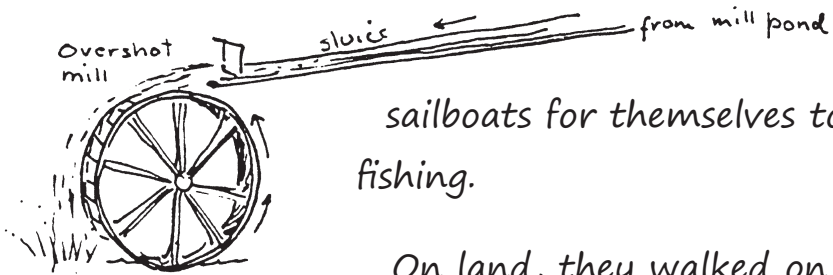 from mill pond
sluice
Overshot
mill
sailboats for themselves to
fishing.
On land, they walked on